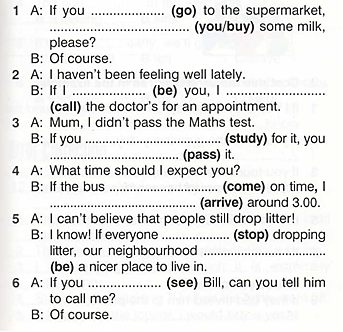 1 A: If you .................... (go) to the supermarket,
..................................... (you/buy) some milk,
please?
B: Of course.
2 A: I haven't been feeling well lately.
B: If I .................... (be) you, I ...........................
(call) the doctor's for an appointment.
3 A: Mum, I didn't pass the Maths test.
B: If you ..................................... (study) for it, you
................................... (pass) it.
4 A: What time should I expect you?
B: If the bus ............................. (come) on time, I
........................................ (arrive) around 3.00.
5 A: I can't believe that people still drop litter!
B: I know! If everyone .................... (stop) dropping
litter, our neighbourhood ..................................
(be) a nicer place to live in.
6 A: If you .................... (see) Bill, can you tell him
to call me?
B: Of course.